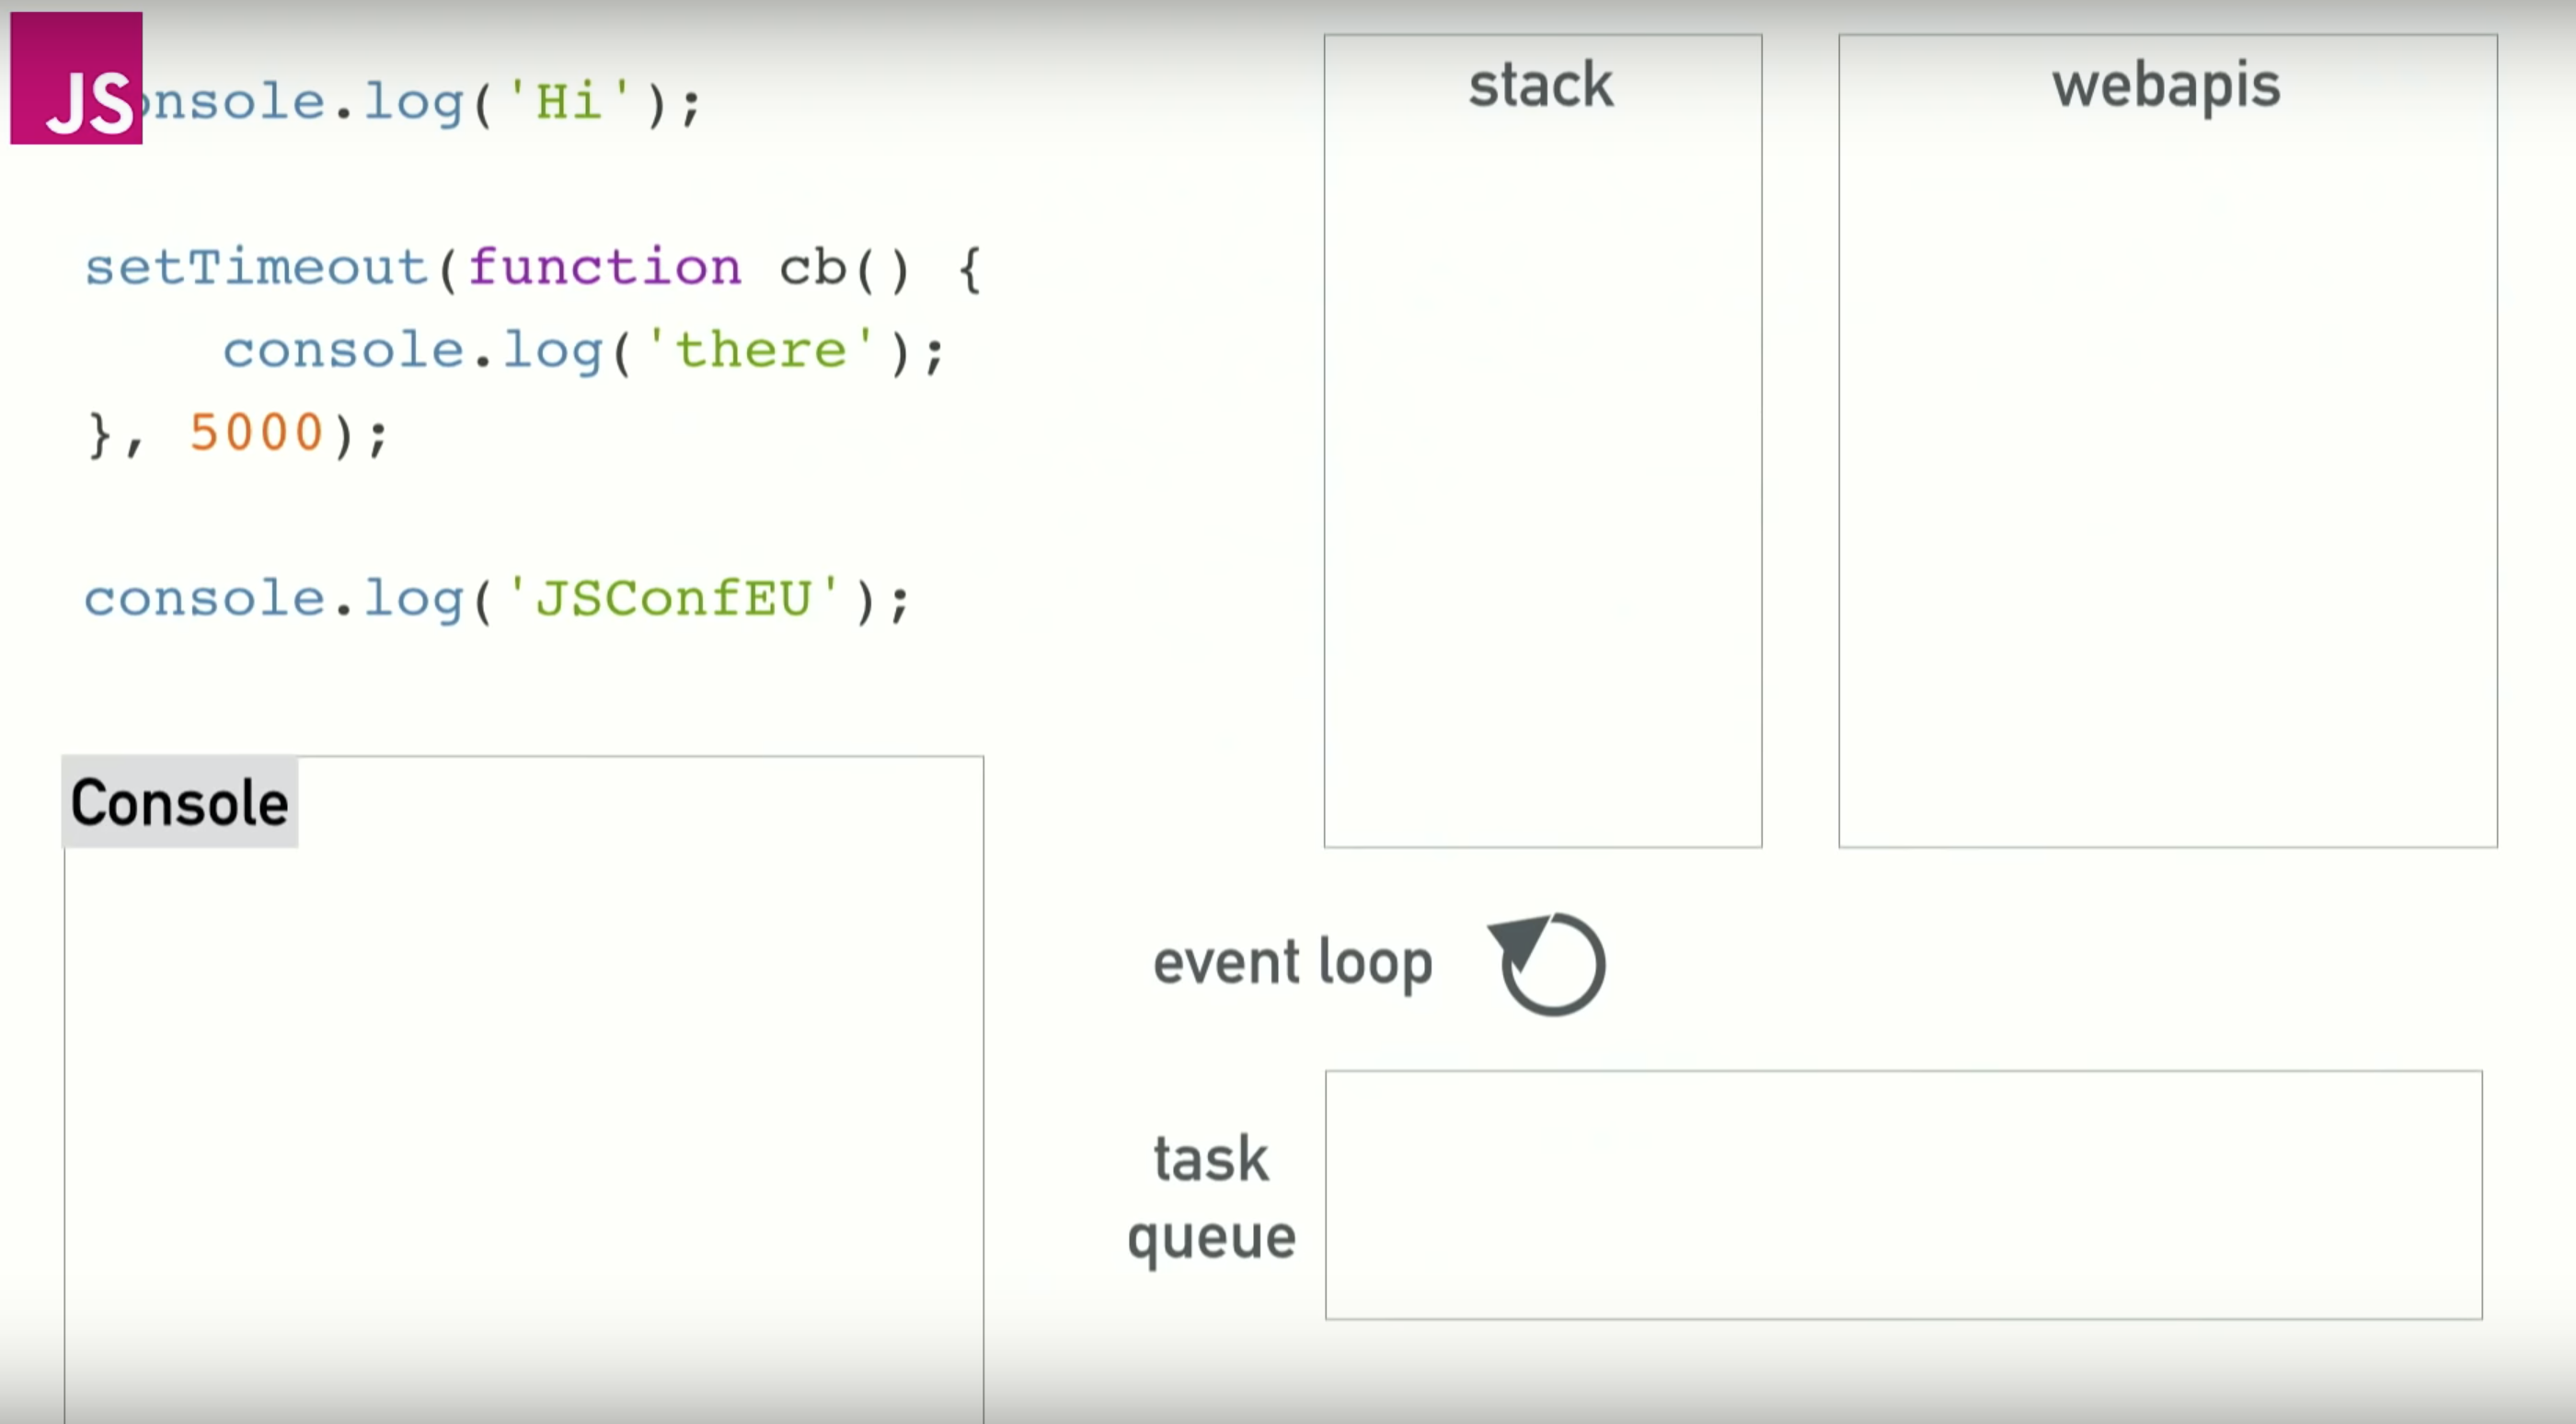 JS
onsole.log('Hi');
setTimeout(function cb() {
    console.log('there');
}, 5000);
console.log('JSConfEU');
Console
stack
webapis
event loop
task
queue